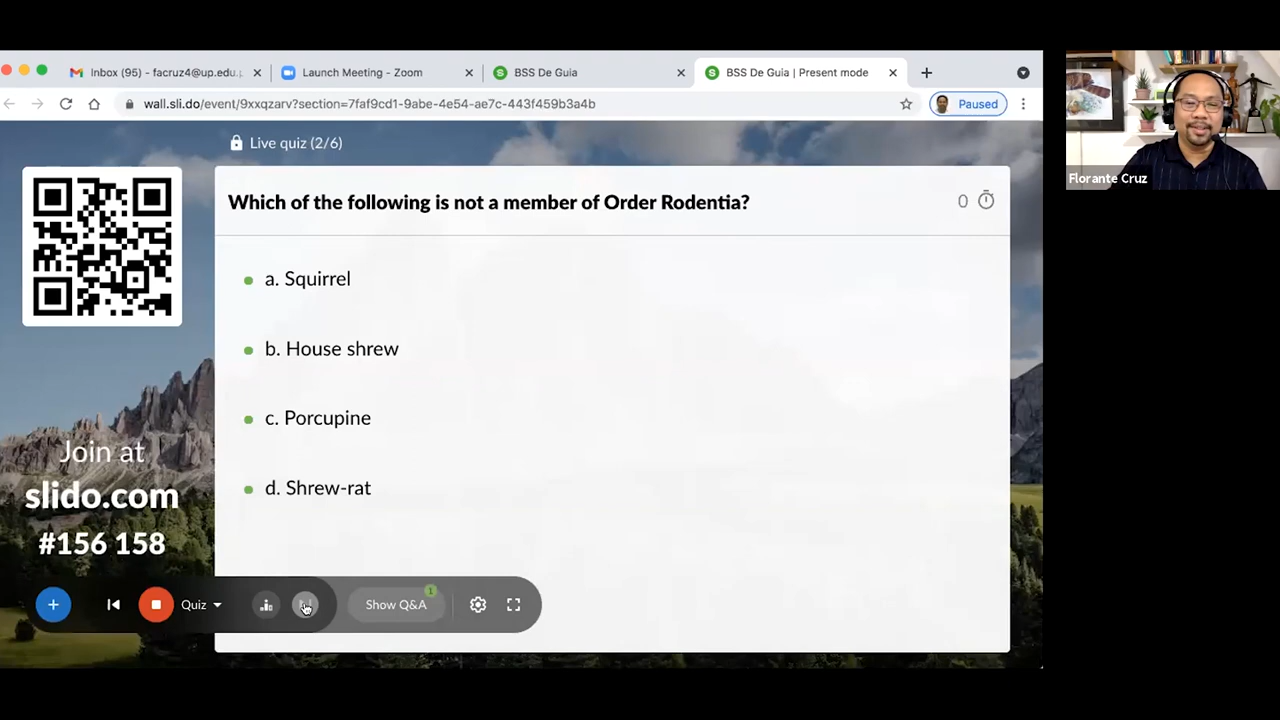 Inbox (95) - facruz4@up.edu.
Launch Meeting - Zoom
BSS De Guia
BSS De Guia | Present mode
wall.sli.do/event/9xxqzarv?section=7faf9cd1-9abe-4e54-ae7c-443f459b3a4b
Paused
Live quiz (2/6)
Which of the following is not a member of Order Rodentia?
0
a. Squirrel
b. House shrew
c. Porcupine
d. Shrew-rat
Join at
slido.com
#156 158
Quiz
Show Q&A
1
Florante Cruz